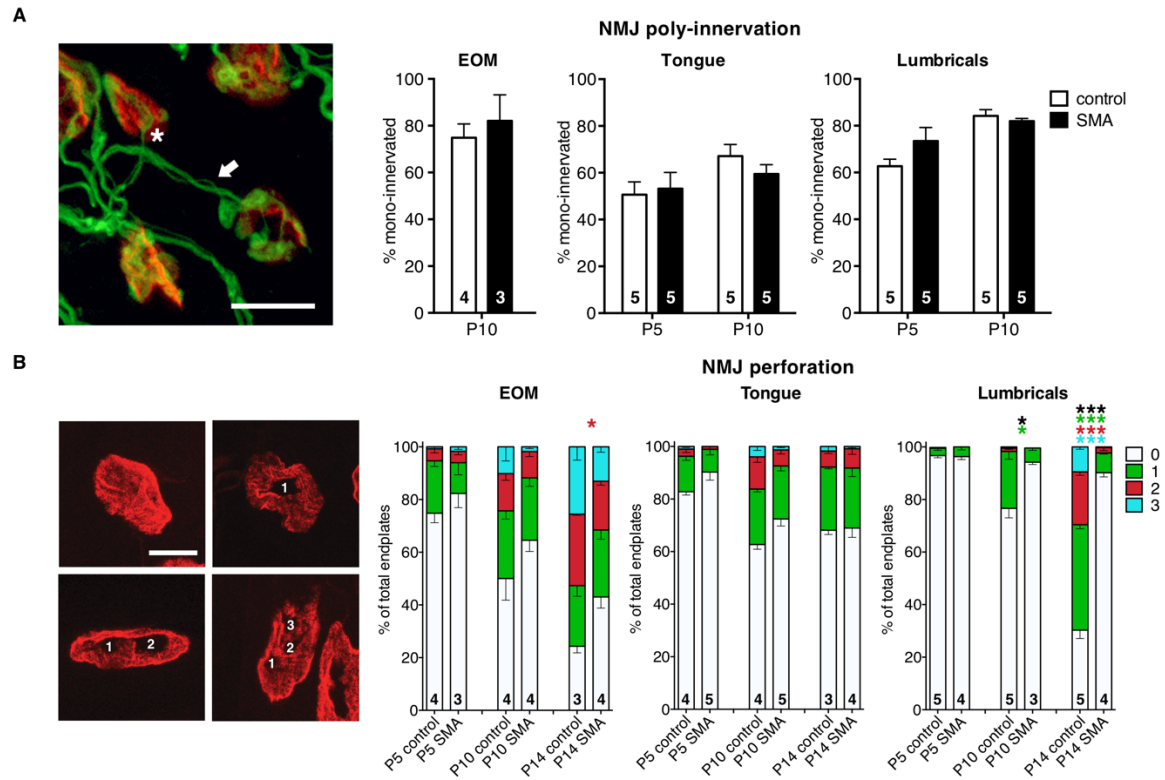 A
NMJ poly-innervation
EOM
Tongue
Lumbricals
*
% mono-innervated
100
80
60
40
20
0
4
3
P10
% mono-innervated
100
80
60
40
20
0
5
5
5
5
P5
P10
% mono-innervated
100
80
60
40
20
0
5
5
5
5
P5
P10
control
SMA
B
NMJ perforation
EOM
Tongue
Lumbricals
1
1
2
3
2
1
% of total endplates
100
80
60
40
20
0
*
4
3
4
4
3
4
P5 control
P5 SMA
P10 control
P10 SMA
P14 control
P14 SMA
% of total endplates
100
80
60
40
20
0
4
5
4
5
3
4
P5 control
P5 SMA
P10 control
P10 SMA
P14 control
P14 SMA
% of total endplates
100
80
60
40
20
0
*
*
***
***
***
***
5
4
5
3
5
4
P5 control
P5 SMA
P10 control
P10 SMA
P14 control
P14 SMA
0
1
2
3